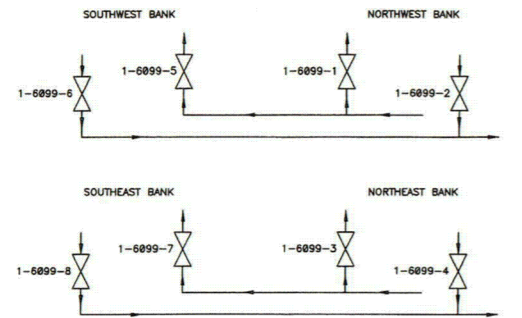 SOUTHWEST BANK
NORTHWEST BANK
1-6099-5
1-6099-1
1-6099-6
1-6099-2
SOUTHEAST BANK
NORTHEAST BANK
1-6099-7
1-6099-3
1-6099-8
1-6099-4